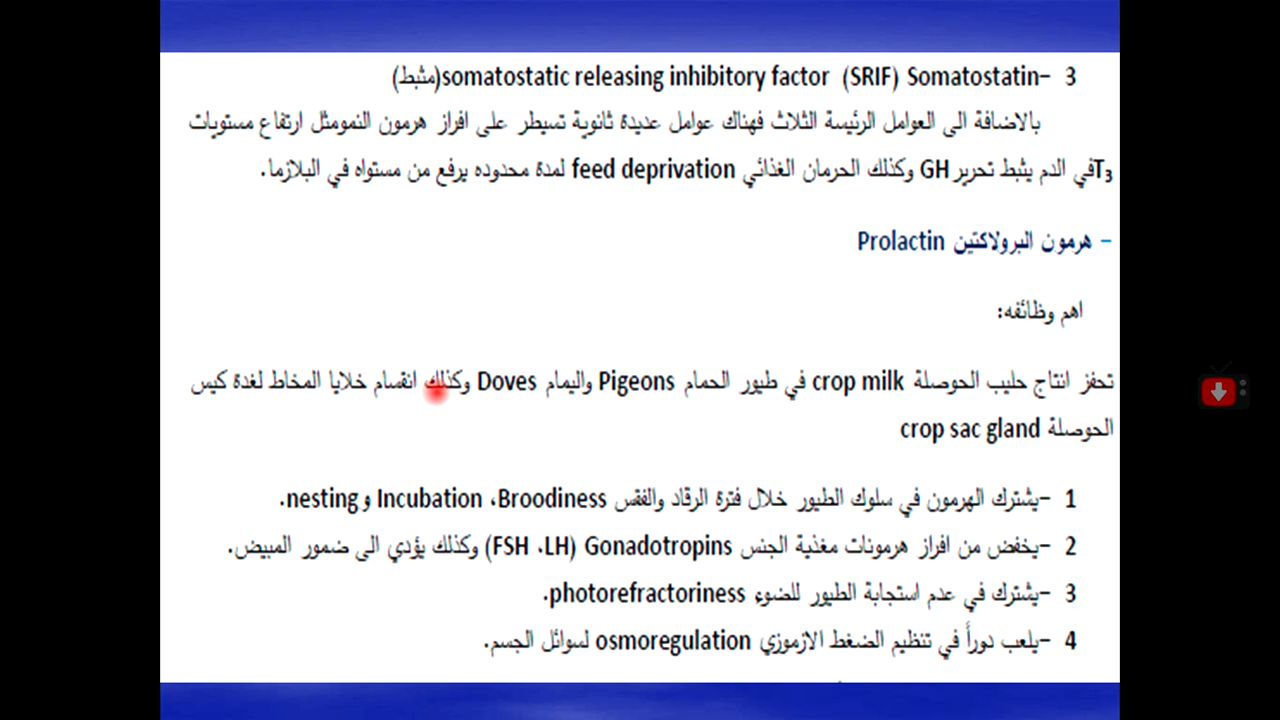 3 -Somatostatin (SRIF) somatostatic releasing inhibitory factor(مثبط)
بالاضافة الى العوامل الرئيسة الثلاث فهناك عوامل عديدة ثانوية تسيطر على افراز هرمون النمومثل ارتفاع مستويات
T₃في الدم يثبط تحرير GH وكذلك الحرمان الغذائي feed deprivation لمدة محدوده يرفع من مستواه في البلازما.
- هرمون البرولاكتين Prolactin
اهم وظائفه:
تحفز انتاج حليب الحوصلة crop milk في طيور الحمام Pigeons واليمام Doves وكذلك انقسام خلايا المخاط لغدة كيس
الحوصلة crop sac gland
1 -يشترك الهرمون في سلوك الطيور خلال فترة الرقاد والفقس Broodiness، Incubation و nesting.
2 -يخفض من افراز هرمونات مغذية الجنس Gonadotropins (FSH ،LH) وكذلك يؤدي الى ضمور المبيض.
3 -يشترك في عدم استجابة الطيور للضوء photorefractoriness.
4 -يلعب دوراً في تنظيم الضغط الازموزي osmoregulation لسوائل الجسم.